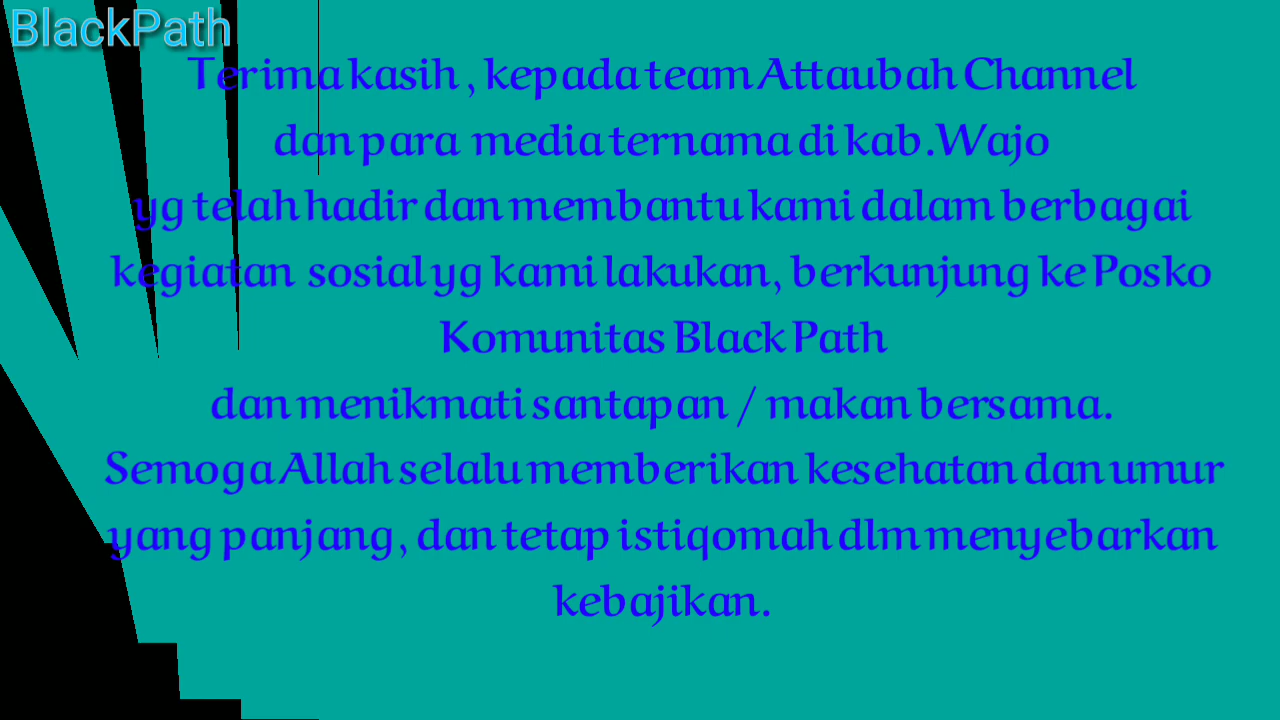 BlackPath
Terima kasih , kepada team Attaubah Channel
dan para media ternama di kab.Wajo
yg telah hadir dan membantu kami dalam berbagai
kegiatan sosial yg kami lakukan, berkunjung ke Posko
Komunitas Black Path
dan menikmati santapan / makan bersama.
Semoga Allah selalu memberikan kesehatan dan umur
yang panjang , dan tetap istiqomah dlm menyebarkan
kebajikan.